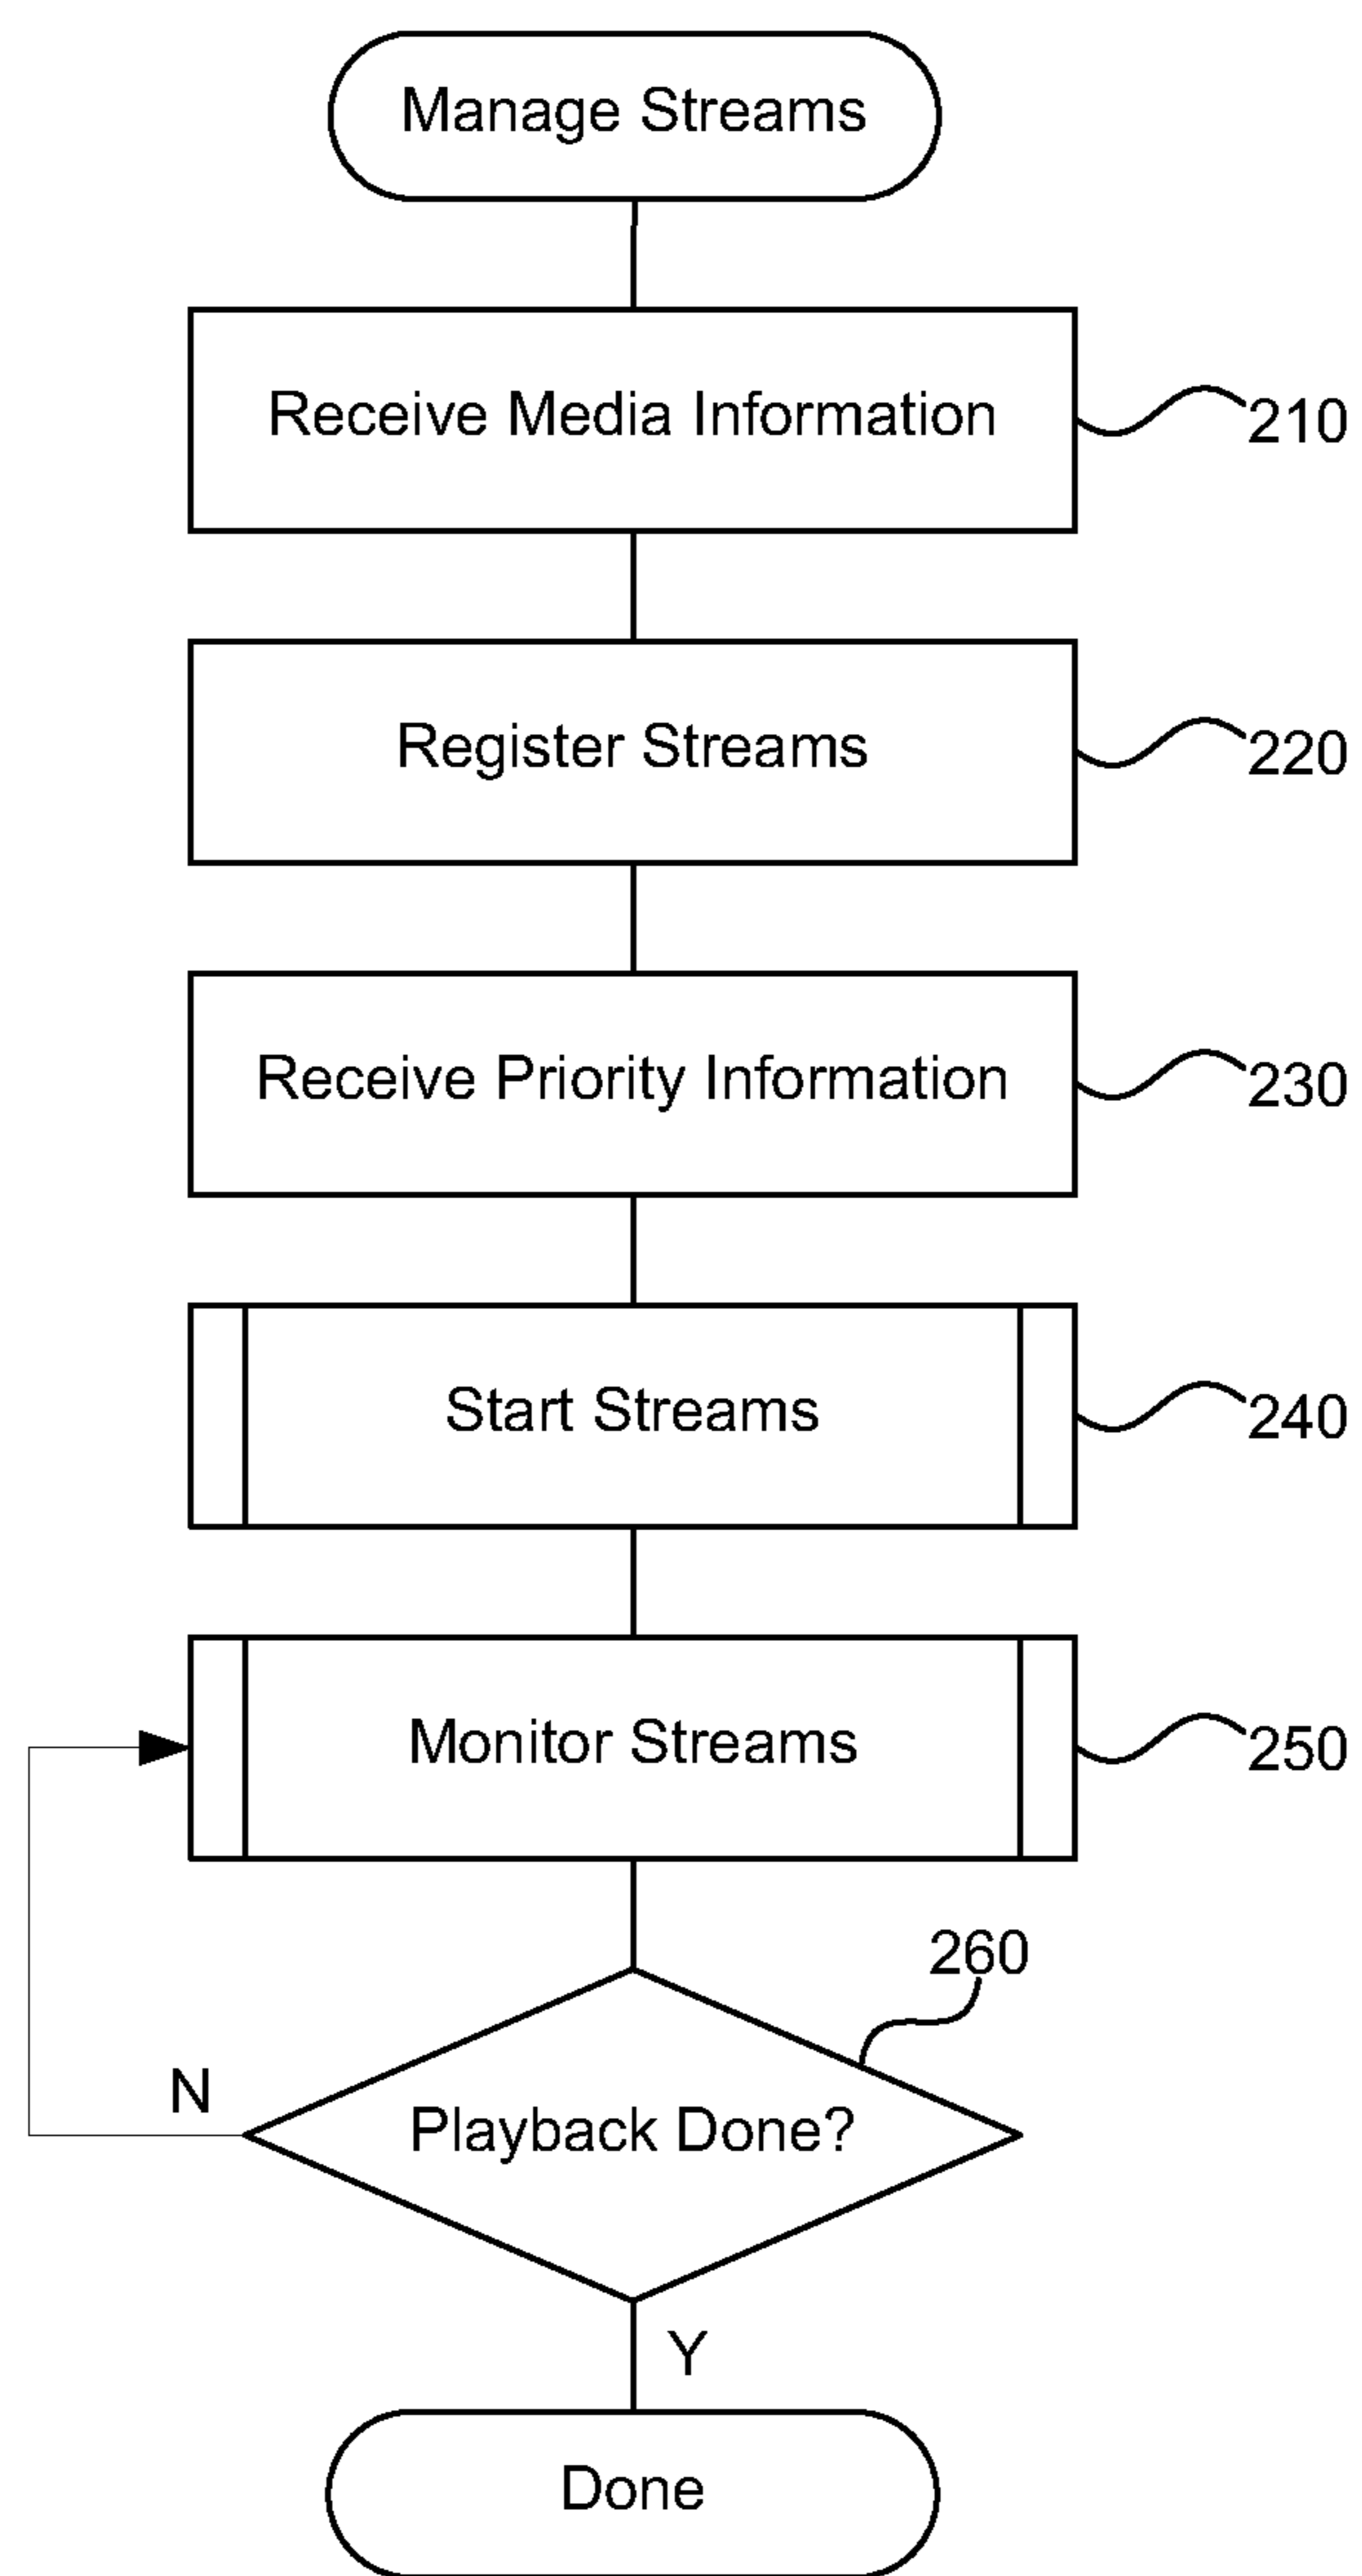 Manage Streams
Receive Media Information
210
Register Streams
220
Receive Priority Information
230
Start Streams
240
Monitor Streams
250
260
N
Playback Done?
Y
Done